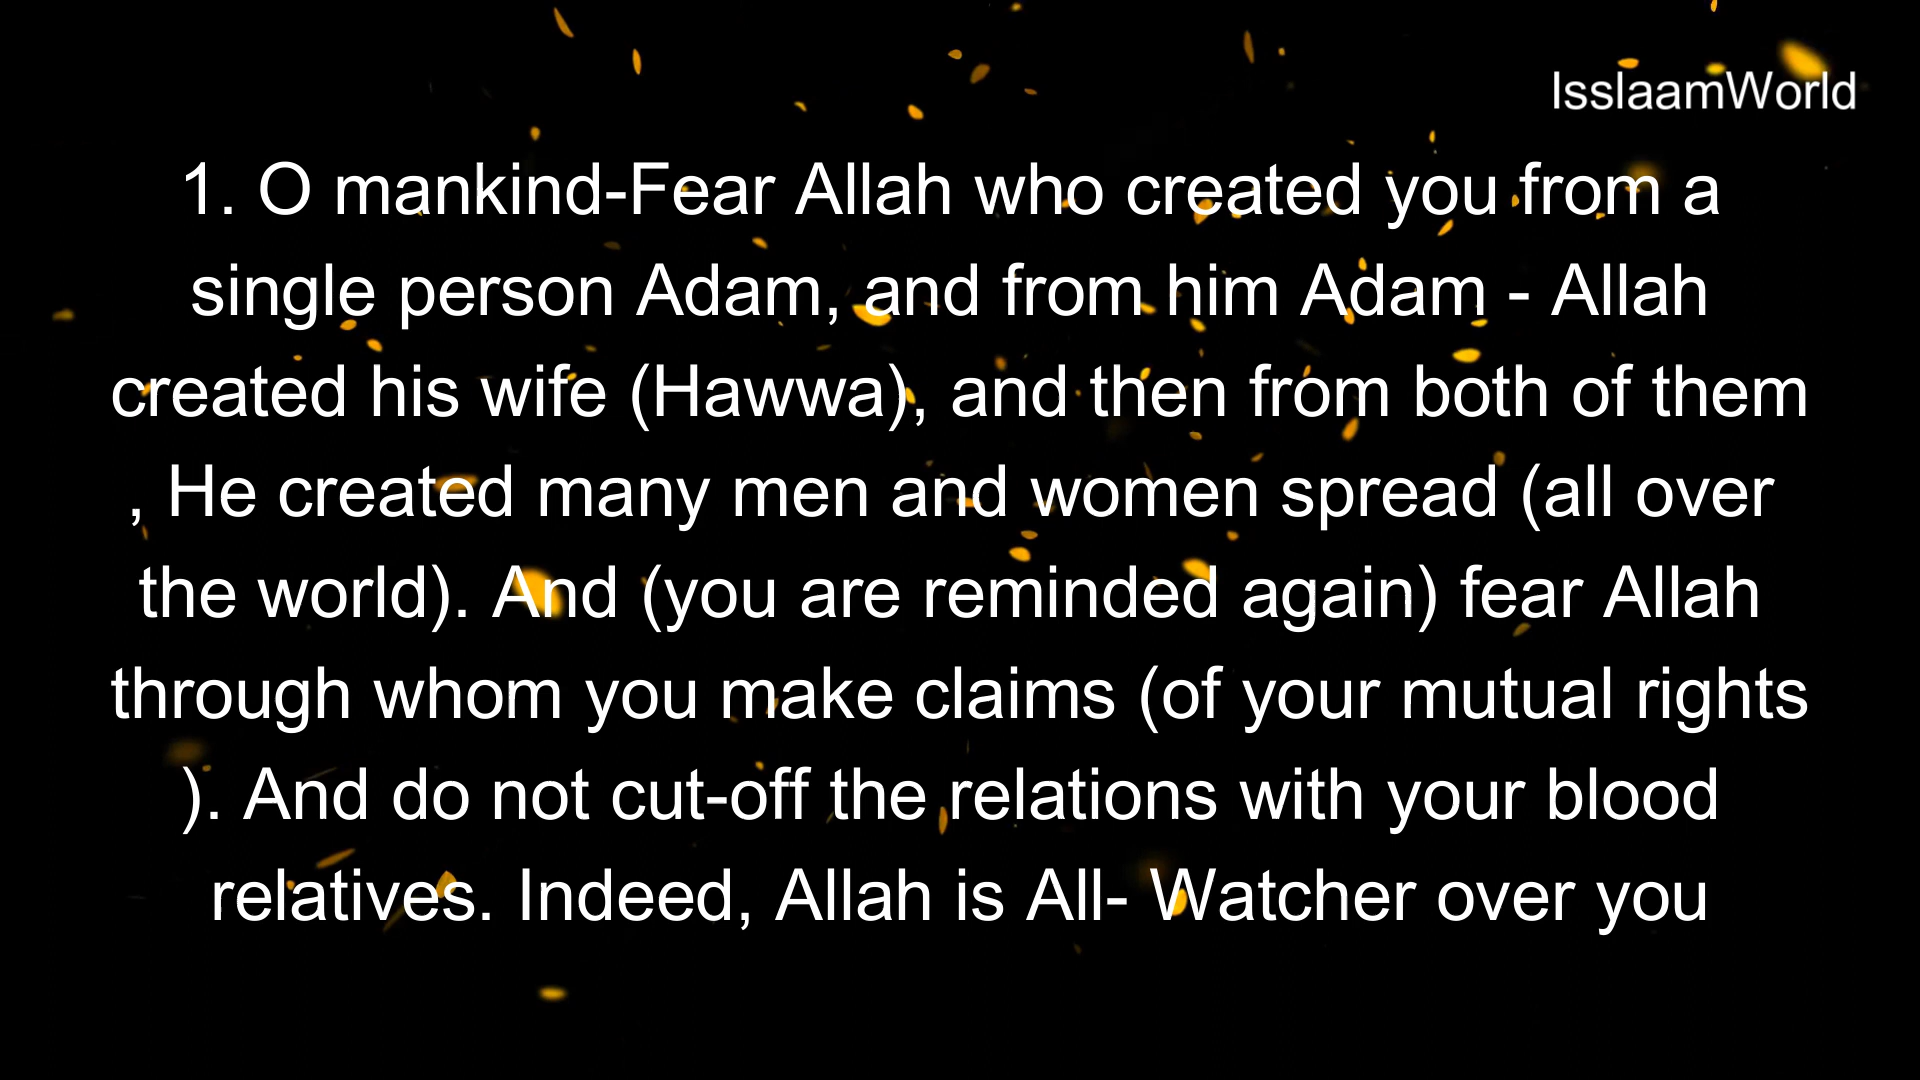 IsslaamWorld
1. O mankind-Fear Allah who created you from a
single person Adam, and from him Adam - Allah
created his wife (Hawwa), and then from both of them
, He created many men and women spread (all over
the world). And (you are reminded again) fear Allah
through whom you make claims (of your mutual rights
). And do not cut-off the relations with your blood
relatives. Indeed, Allah is All- Watcher over you